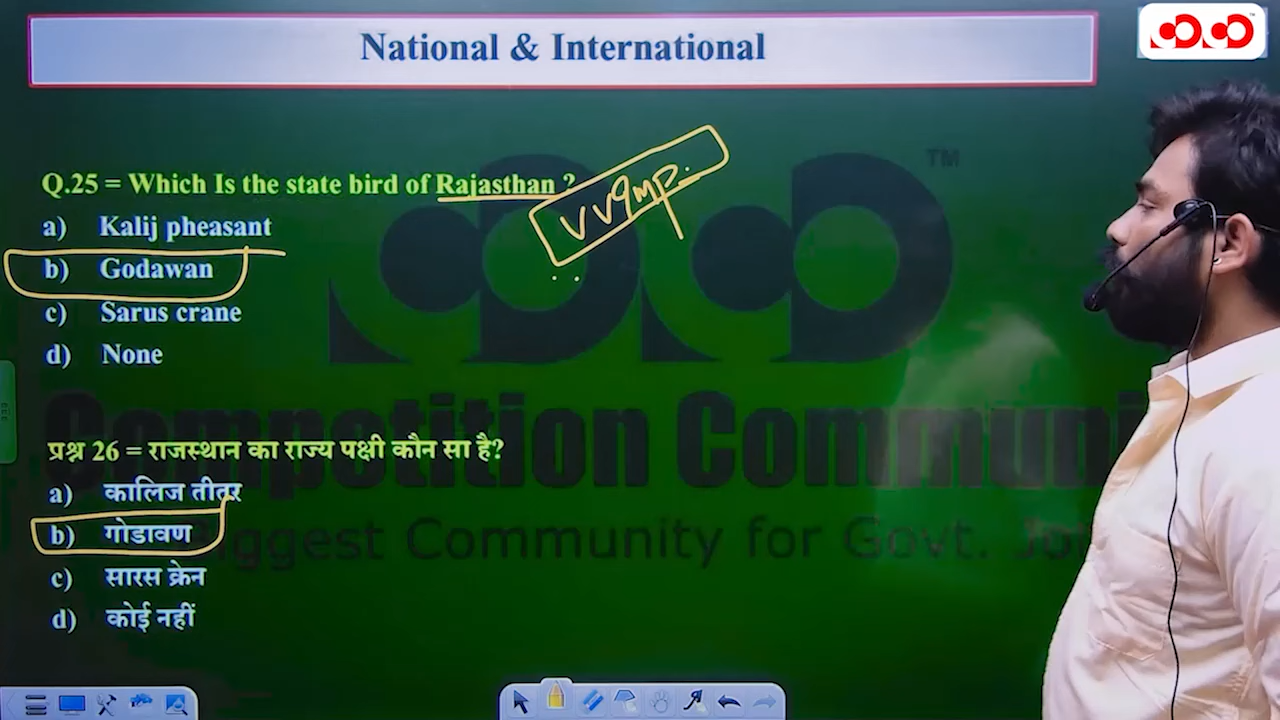 National & International
TM
Q.25 = Which Is the state bird of Rajasthan ?
VVImp.
a) Kalij pheasant
b) Godawan
c) Sarus crane
d) None
Competition Communi
प्रश्न 26 = राजस्थान का राज्य पक्षी कौन सा है?
a) कालिज तीतर
b) गोडावण
Biggest Community for Govt. Jo
c) सारस क्रेन
d) कोई नहीं